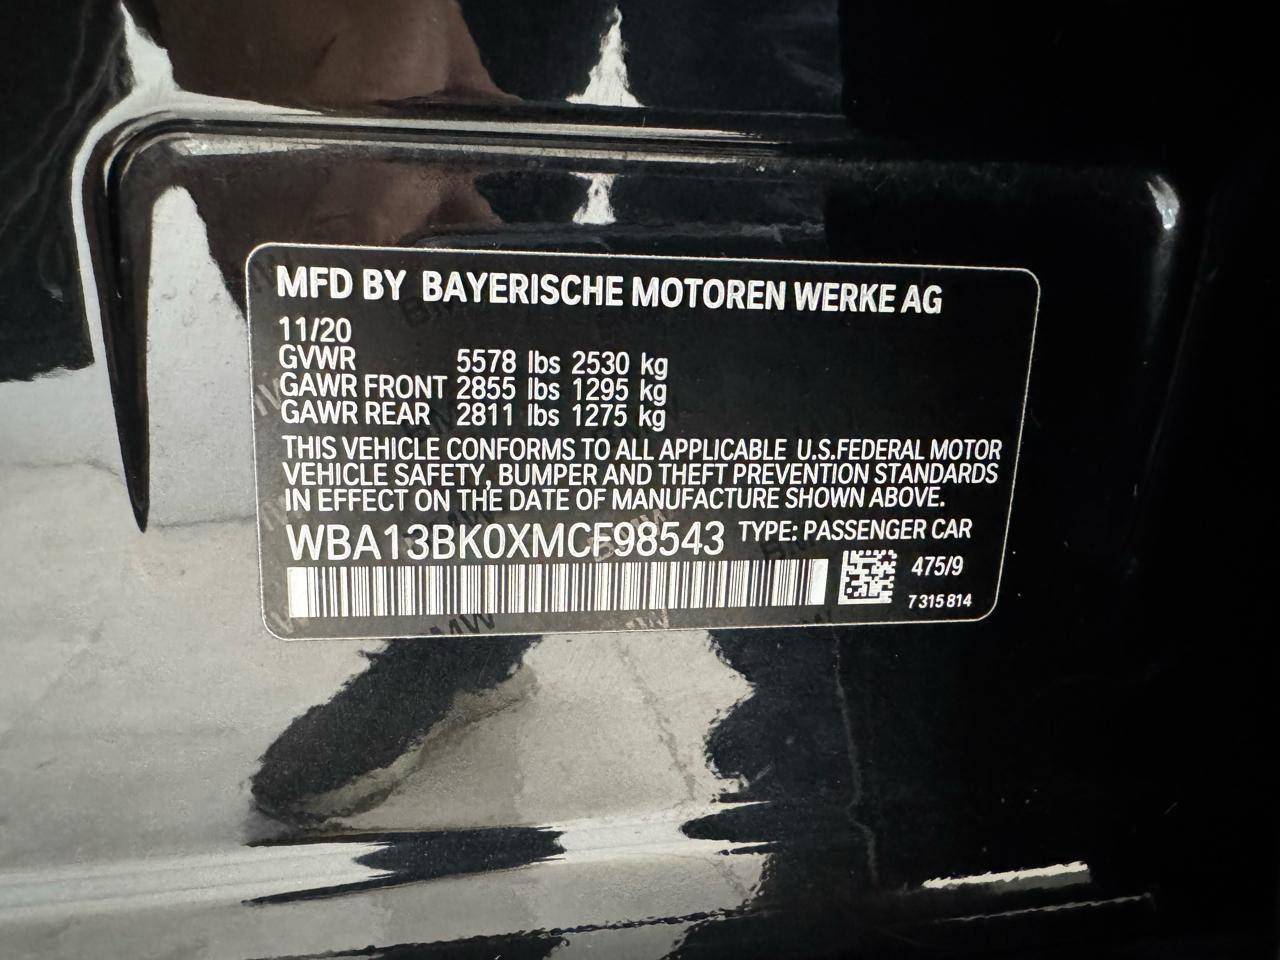 MFD BY BAYERISCHE MOTOREN WERKE AG
11/20
GVWR 5578 lbs 2530 kg
GAWR FRONT 2855 lbs 1295 kg
GAWR REAR 2811 lbs 1275 kg
THIS VEHICLE CONFORMS TO ALL APPLICABLE U.S.FEDERAL MOTOR
VEHICLE SAFETY, BUMPER AND THEFT PREVENTION STANDARDS
IN EFFECT ON THE DATE OF MANUFACTURE SHOWN ABOVE.
WBA13BK0XMCF98543 TYPE: PASSENGER CAR
475/9
7 315 814